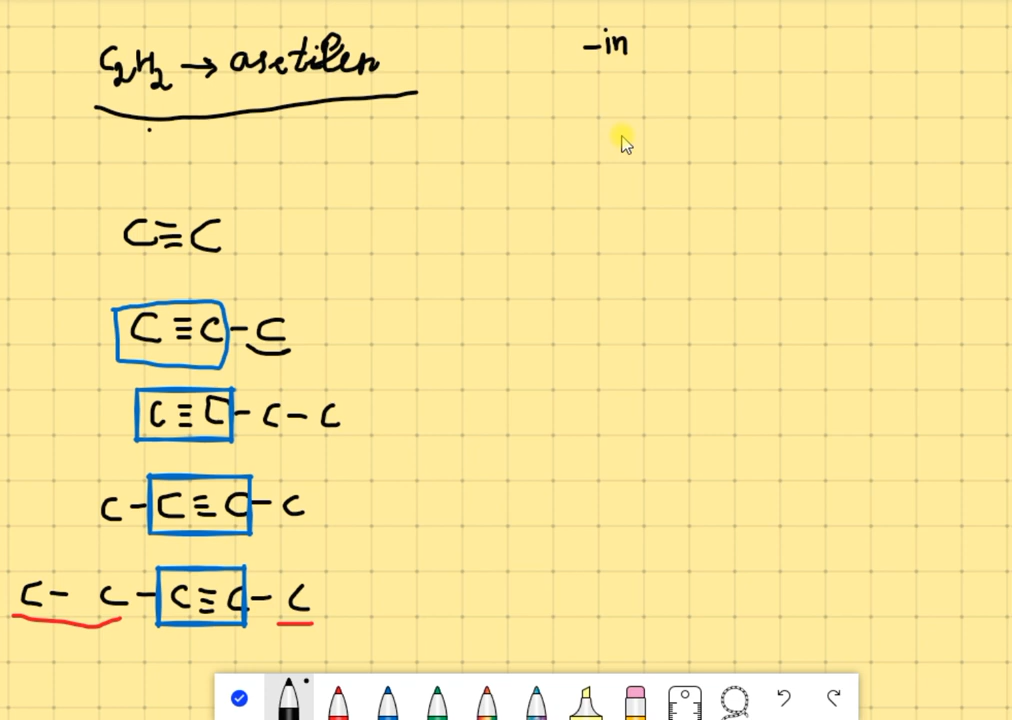 C₂H₂ → asetilen
-in
C≡C
C≡C-C
C≡C-C-C
C-C≡C-C
C-C-C≡C-C